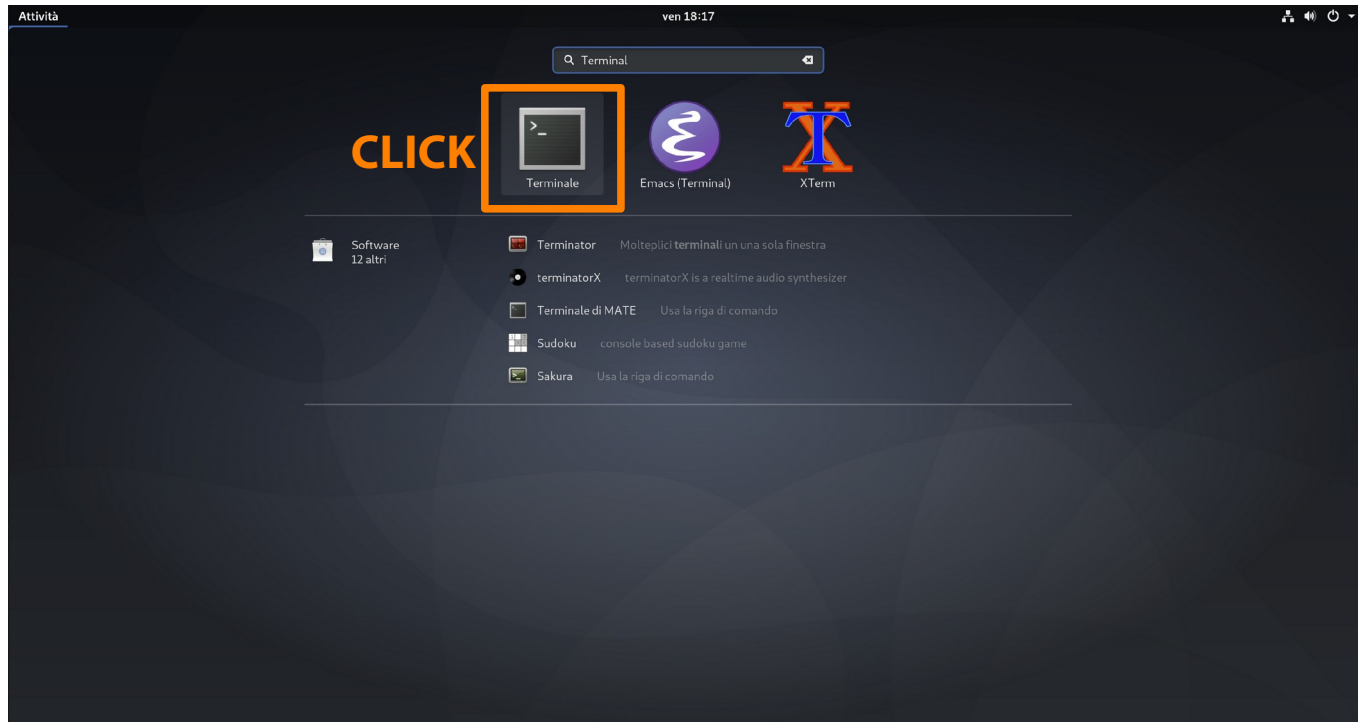 Attività
ven 18:17
Terminal
CLICK
Terminale
Emacs (Terminal)
XTerm
Software
12 altri
Terminator Molteplici terminali un una sola finestra
terminatorX terminatorX is a realtime audio synthesizer
Terminale di MATE Usa la riga di comando
Sudoku console based sudoku game
Sakura Usa la riga di comando